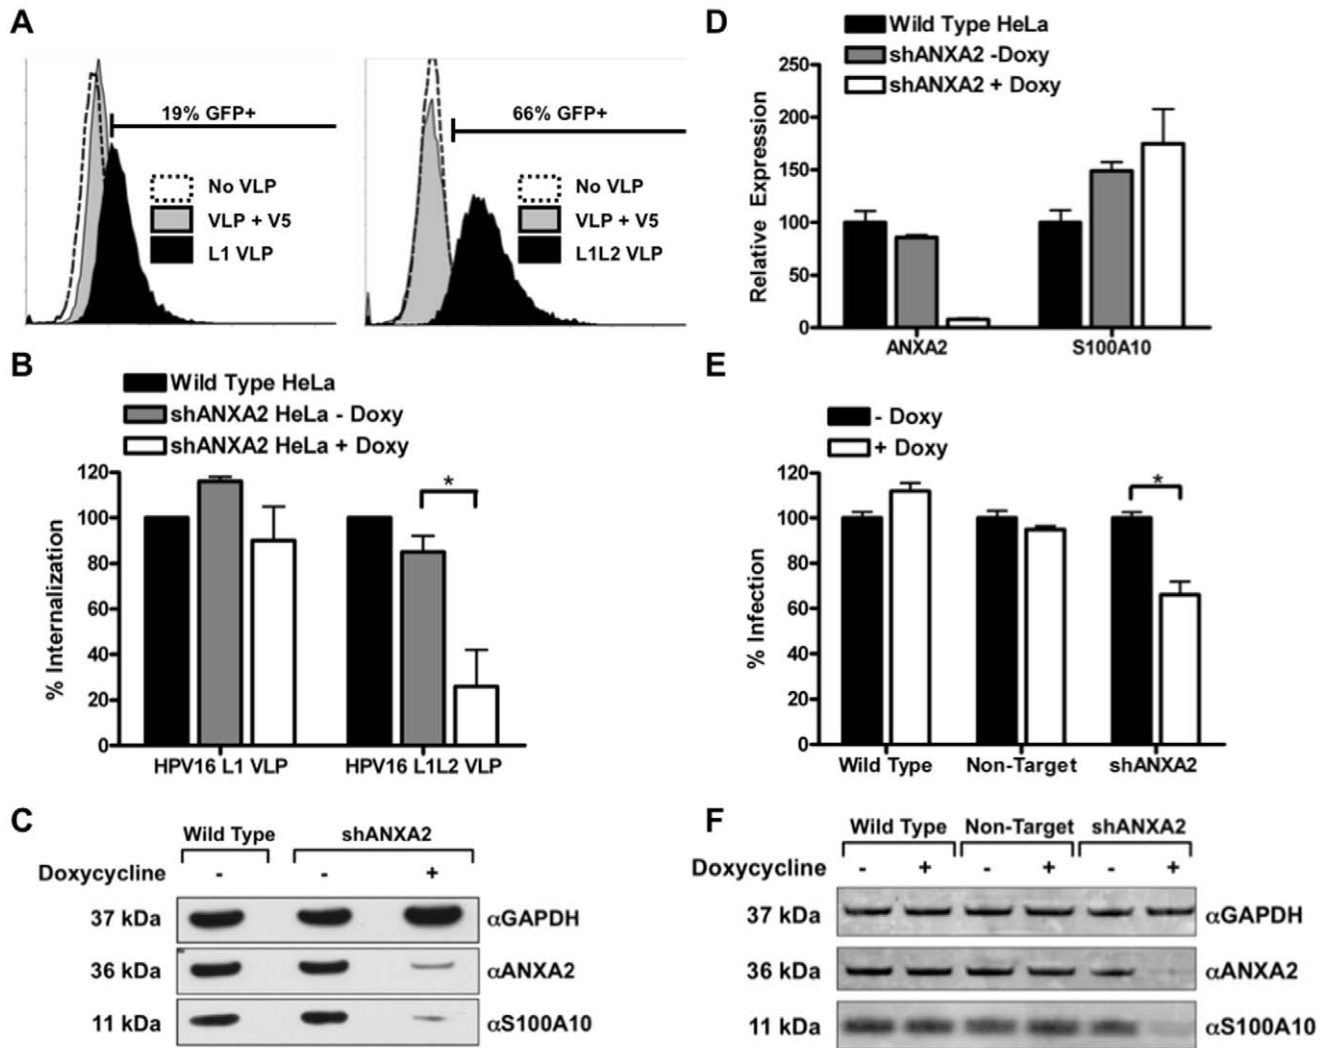 A
19% GFP+
No VLP
VLP + V5
L1 VLP
66% GFP+
No VLP
VLP + V5
L1L2 VLP
B
Wild Type HeLa
shANXA2 HeLa - Doxy
shANXA2 HeLa + Doxy
% Internalization
120
100
80
60
40
20
0
*
HPV16 L1 VLP
HPV16 L1L2 VLP
C
Wild Type
shANXA2
Doxycycline - - +
37 kDa αGAPDH
36 kDa αANXA2
11 kDa αS100A10
D
Wild Type HeLa
shANXA2 -Doxy
shANXA2 + Doxy
Relative Expression
250
200
150
100
50
0
ANXA2
S100A10
E
- Doxy
+ Doxy
% Infection
120
100
80
60
40
20
0
*
Wild Type
Non-Target
shANXA2
F
Wild Type Non-Target shANXA2
Doxycycline - + - + - +
37 kDa αGAPDH
36 kDa αANXA2
11 kDa αS100A10